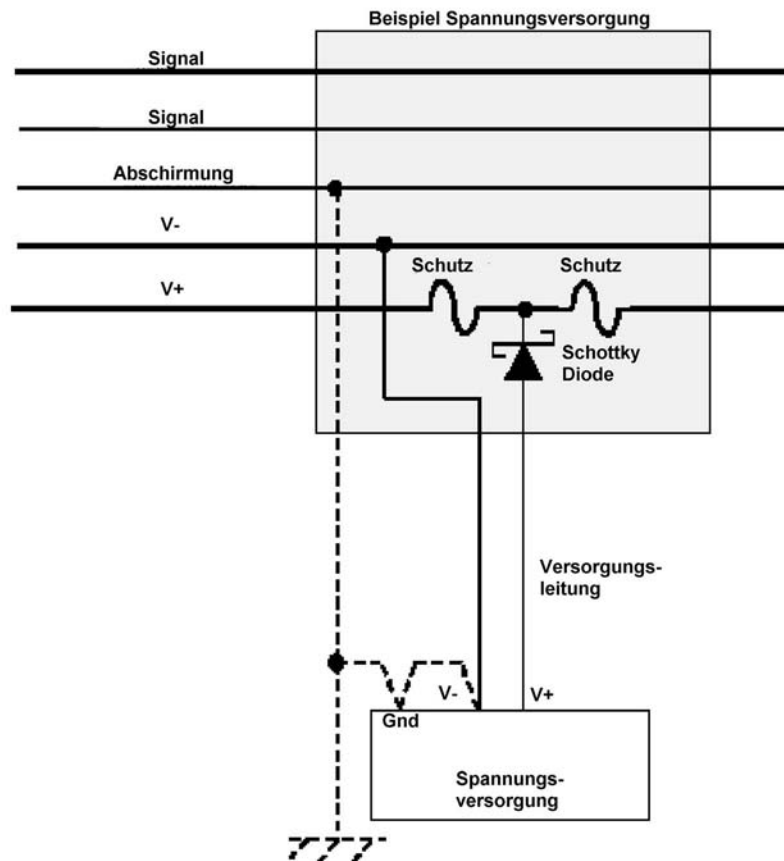 Beispiel Spannungsversorgung
Signal
Signal
Abschirmung
V-
Schutz
Schutz
V+
Schottky
Diode
Versorgungs-
leitung
V-
V+
Gnd
Spannungs-
versorgung